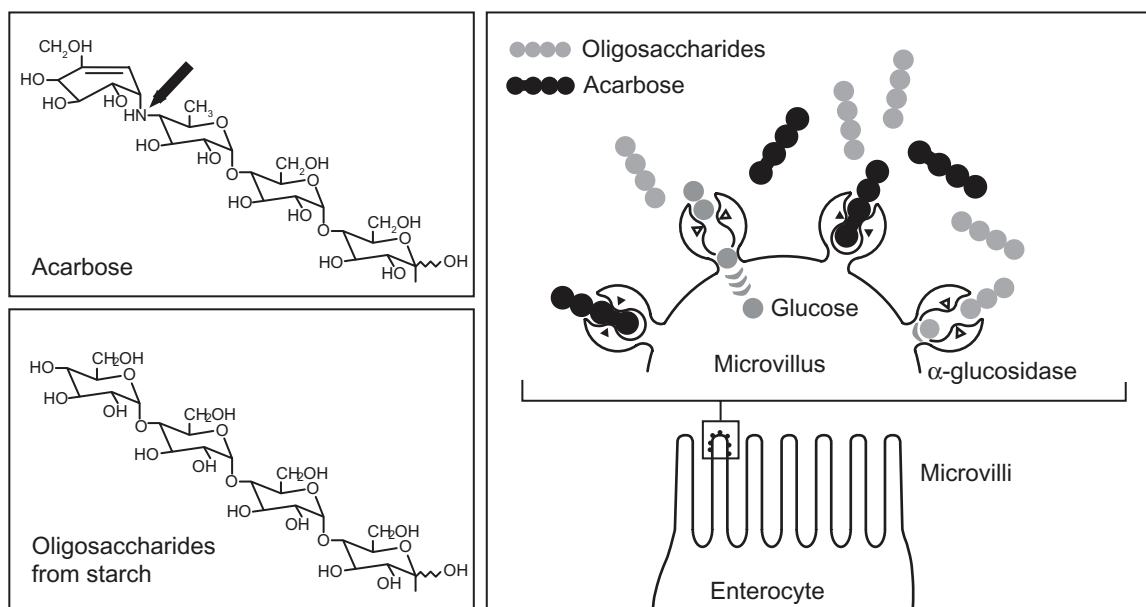 CH₂OH
HO
HO
HO
HN
CH₃
O
HO
HO
O
CH₂OH
O
HO
HO
O
CH₂OH
O
OH
HO
HO
Acarbose
CH₂OH
O
HO
HO
OH
O
CH₂OH
O
HO
OH
O
CH₂OH
O
HO
OH
O
CH₂OH
O
OH
HO
OH
Oligosaccharides
from starch
Oligosaccharides
Acarbose
Glucose
Microvillus
α-glucosidase
Microvilli
Enterocyte